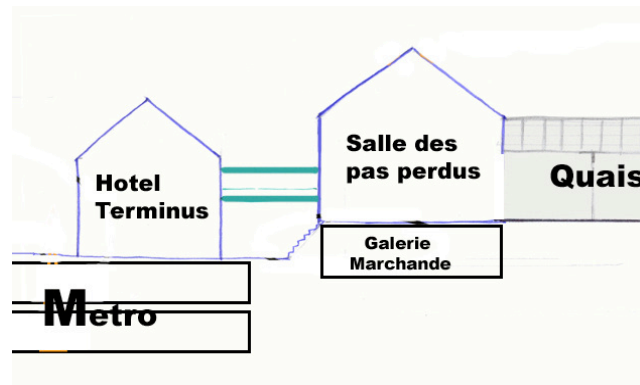 Hotel
Terminus
Salle des
pas perdus
Quais
Galerie
Marchande
Metro